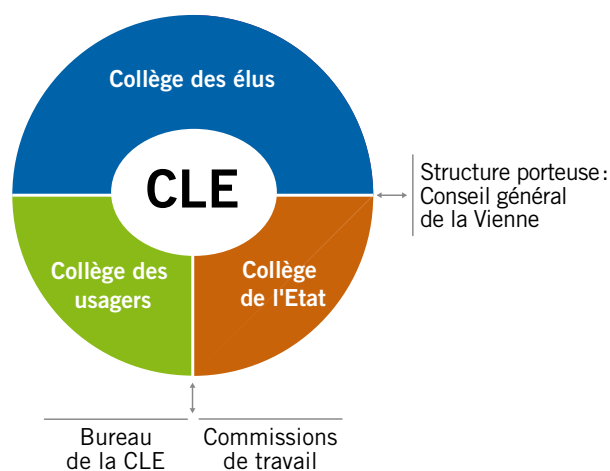 Collège des élus
CLE
Structure porteuse:
Conseil général
de la Vienne
Collège des
usagers
Collège
de l'Etat
Bureau
de la CLE
Commissions
de travail